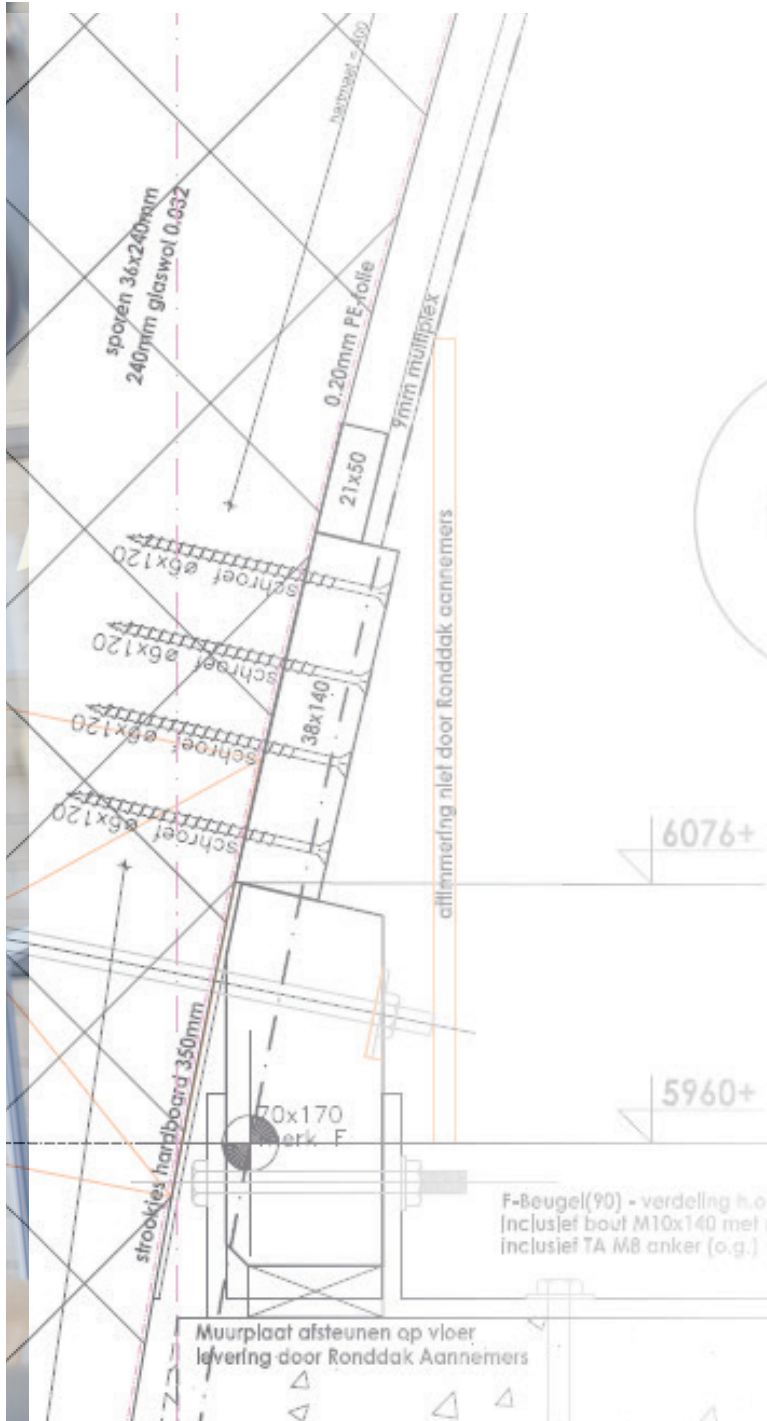 hartmaat < 400
sporen 36x240mm
240mm glaswol 0.032
0.20mm PE-folie
9mm multiplex
21x50
schroef ø6x120
schroef ø6x120
38x140
schroef ø6x120
schroef ø6x120
aftimmering niet door Ronddak aannemers
6076+
strookjes hardboard 350mm
5960+
70x170
merk F
F-Beugel(90) - verdeling h.o
inclusief bout M10x140 met
inclusief TA M8 anker (o.g.)
Muurplaat afsteunen op vloer
levering door Ronddak Aannemers